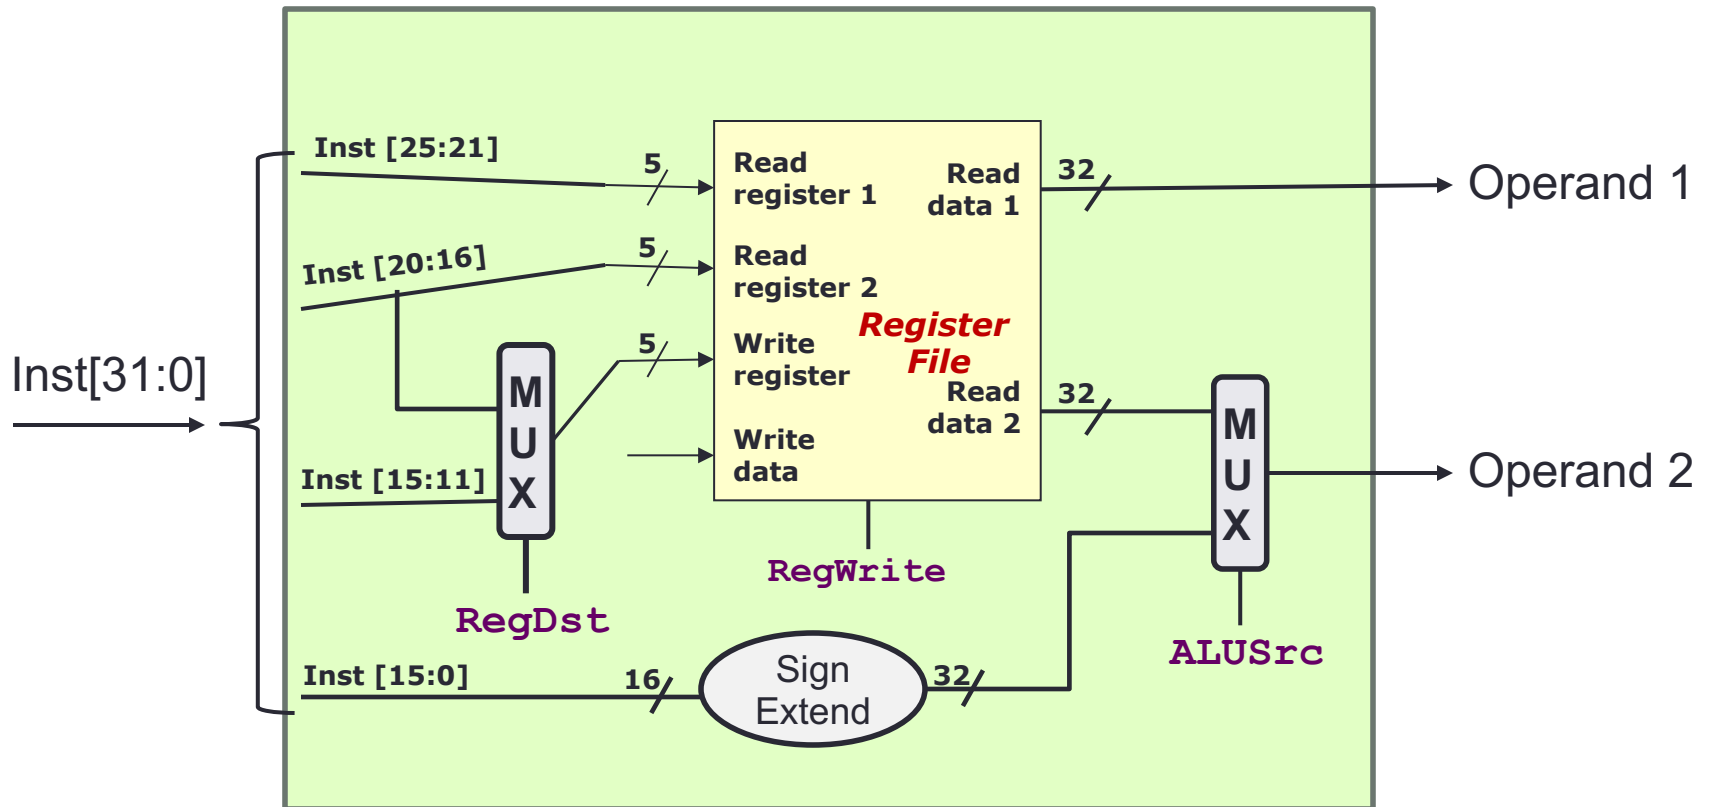 Inst[31:0]
Inst [25:21]
5
Inst [20:16]
5
5
Inst [15:11]
M
U
X
RegDst
Inst [15:0]
16
Read
register 1
Read
register 2
Write
register
Write
data
Register
File
Read
data 1
Read
data 2
RegWrite
Sign
Extend
32
32
32
M
U
X
ALUSrc
Operand 1
Operand 2